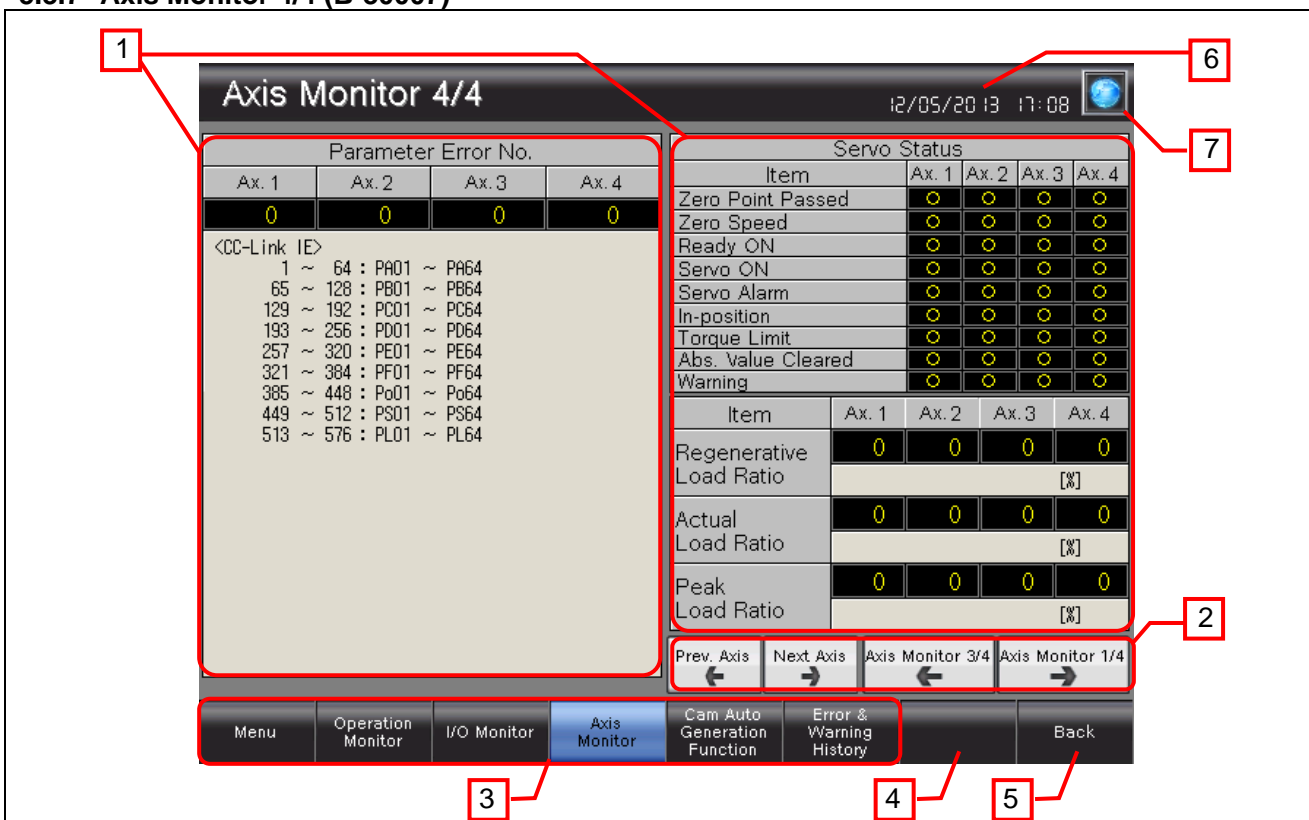 1
6
Axis Monitor 4/4
12/05/2013 17:08
7
Parameter Error No.
Ax. 1 Ax. 2 Ax. 3 Ax. 4
0 0 0 0
<CC-Link IE>
1 ~ 64 : PA01 ~ PA64
65 ~ 128 : PB01 ~ PB64
129 ~ 192 : PC01 ~ PC64
193 ~ 256 : PD01 ~ PD64
257 ~ 320 : PE01 ~ PE64
321 ~ 384 : PF01 ~ PF64
385 ~ 448 : Po01 ~ Po64
449 ~ 512 : PS01 ~ PS64
513 ~ 576 : PL01 ~ PL64
Servo Status
Item Ax. 1 Ax. 2 Ax. 3 Ax. 4
Zero Point Passed
Zero Speed
Ready ON
Servo ON
Servo Alarm
In-position
Torque Limit
Abs. Value Cleared
Warning
Item Ax. 1 Ax. 2 Ax. 3 Ax. 4
Regenerative
Load Ratio
0 0 0 0
[%]
Actual
Load Ratio
0 0 0 0
[%]
Peak
Load Ratio
0 0 0 0
[%]
2
Prev. Axis Next Axis Axis Monitor 3/4 Axis Monitor 1/4
Menu
Operation
Monitor
I/O Monitor
Axis
Monitor
Cam Auto
Generation
Function
Error &
Warning
History
Back
3
4
5